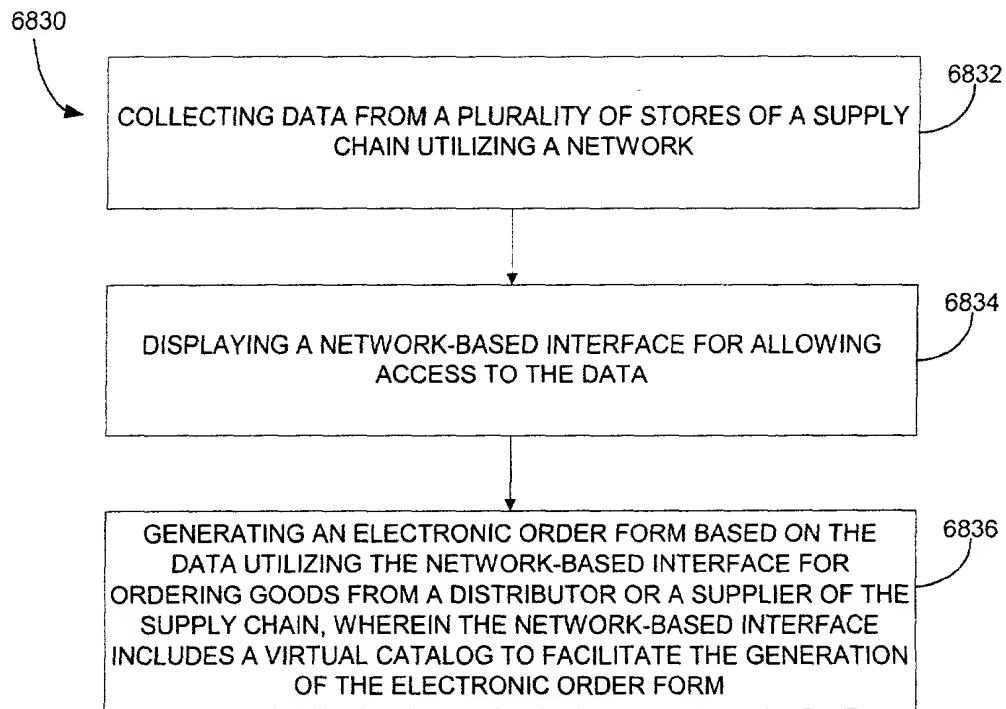 6830
6832
COLLECTING DATA FROM A PLURALITY OF STORES OF A SUPPLY
CHAIN UTILIZING A NETWORK
6834
DISPLAYING A NETWORK-BASED INTERFACE FOR ALLOWING
ACCESS TO THE DATA
6836
GENERATING AN ELECTRONIC ORDER FORM BASED ON THE
DATA UTILIZING THE NETWORK-BASED INTERFACE FOR
ORDERING GOODS FROM A DISTRIBUTOR OR A SUPPLIER OF THE
SUPPLY CHAIN, WHEREIN THE NETWORK-BASED INTERFACE
INCLUDES A VIRTUAL CATALOG TO FACILITATE THE GENERATION
OF THE ELECTRONIC ORDER FORM